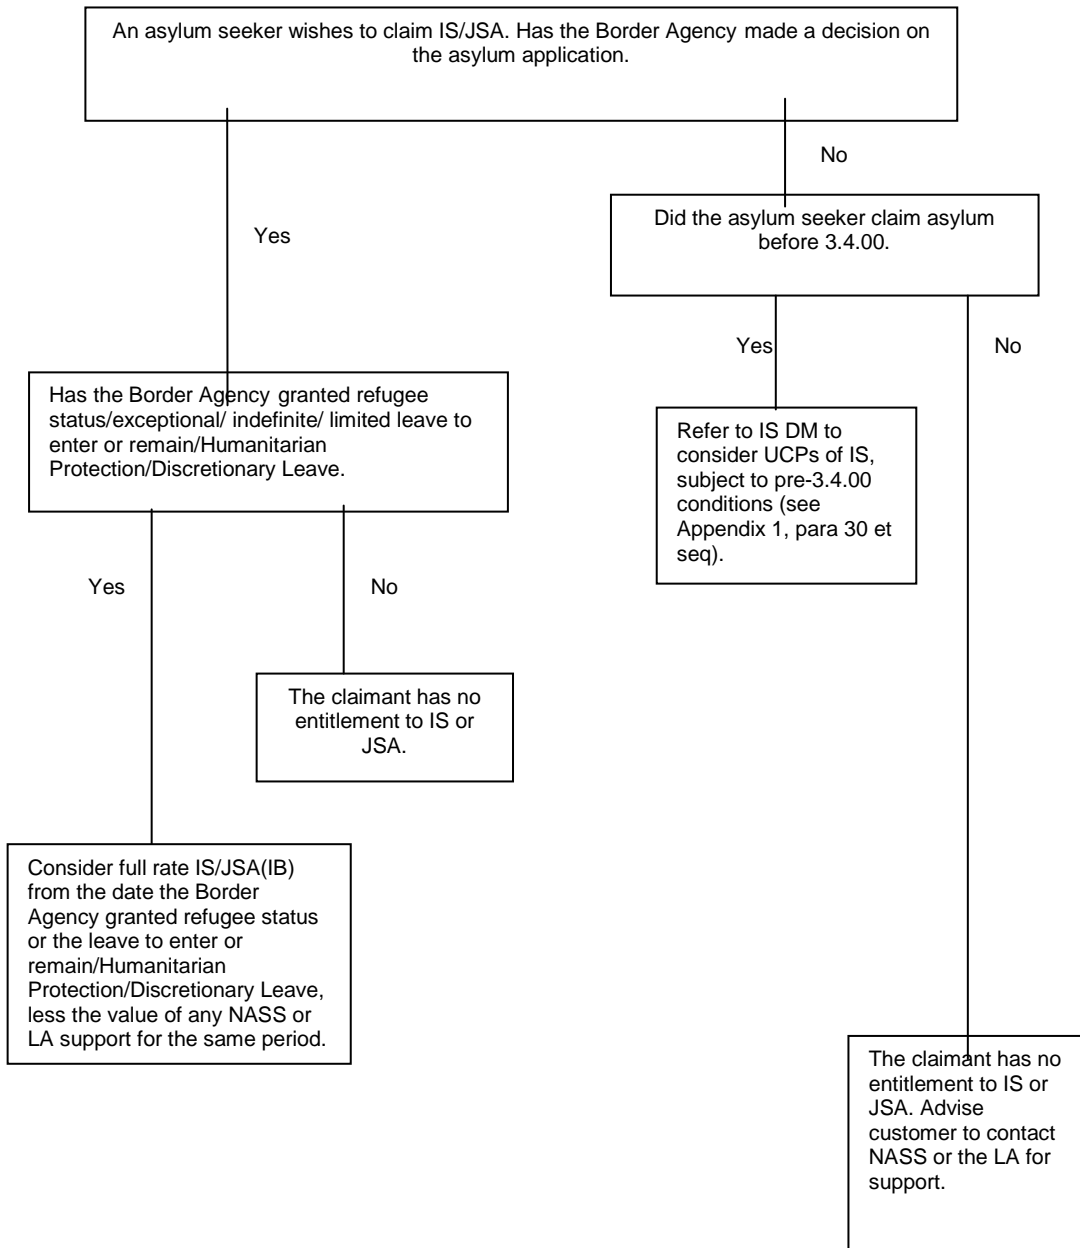 An asylum seeker wishes to claim IS/JSA. Has the Border Agency made a decision on
the asylum application.
No
Did the asylum seeker claim asylum
before 3.4.00.
Yes
Yes
No
Has the Border Agency granted refugee
status/exceptional/ indefinite/ limited leave to
enter or remain/Humanitarian
Protection/Discretionary Leave.
Refer to IS DM to
consider UCPs of IS,
subject to pre-3.4.00
conditions (see
Appendix 1, para 30 et
seq).
Yes
No
The claimant has no
entitlement to IS or
JSA.
Consider full rate IS/JSA(IB)
from the date the Border
Agency granted refugee status
or the leave to enter or
remain/Humanitarian
Protection/Discretionary Leave,
less the value of any NASS or
LA support for the same period.
The claimant has no
entitlement to IS or
JSA. Advise
customer to contact
NASS or the LA for
support.